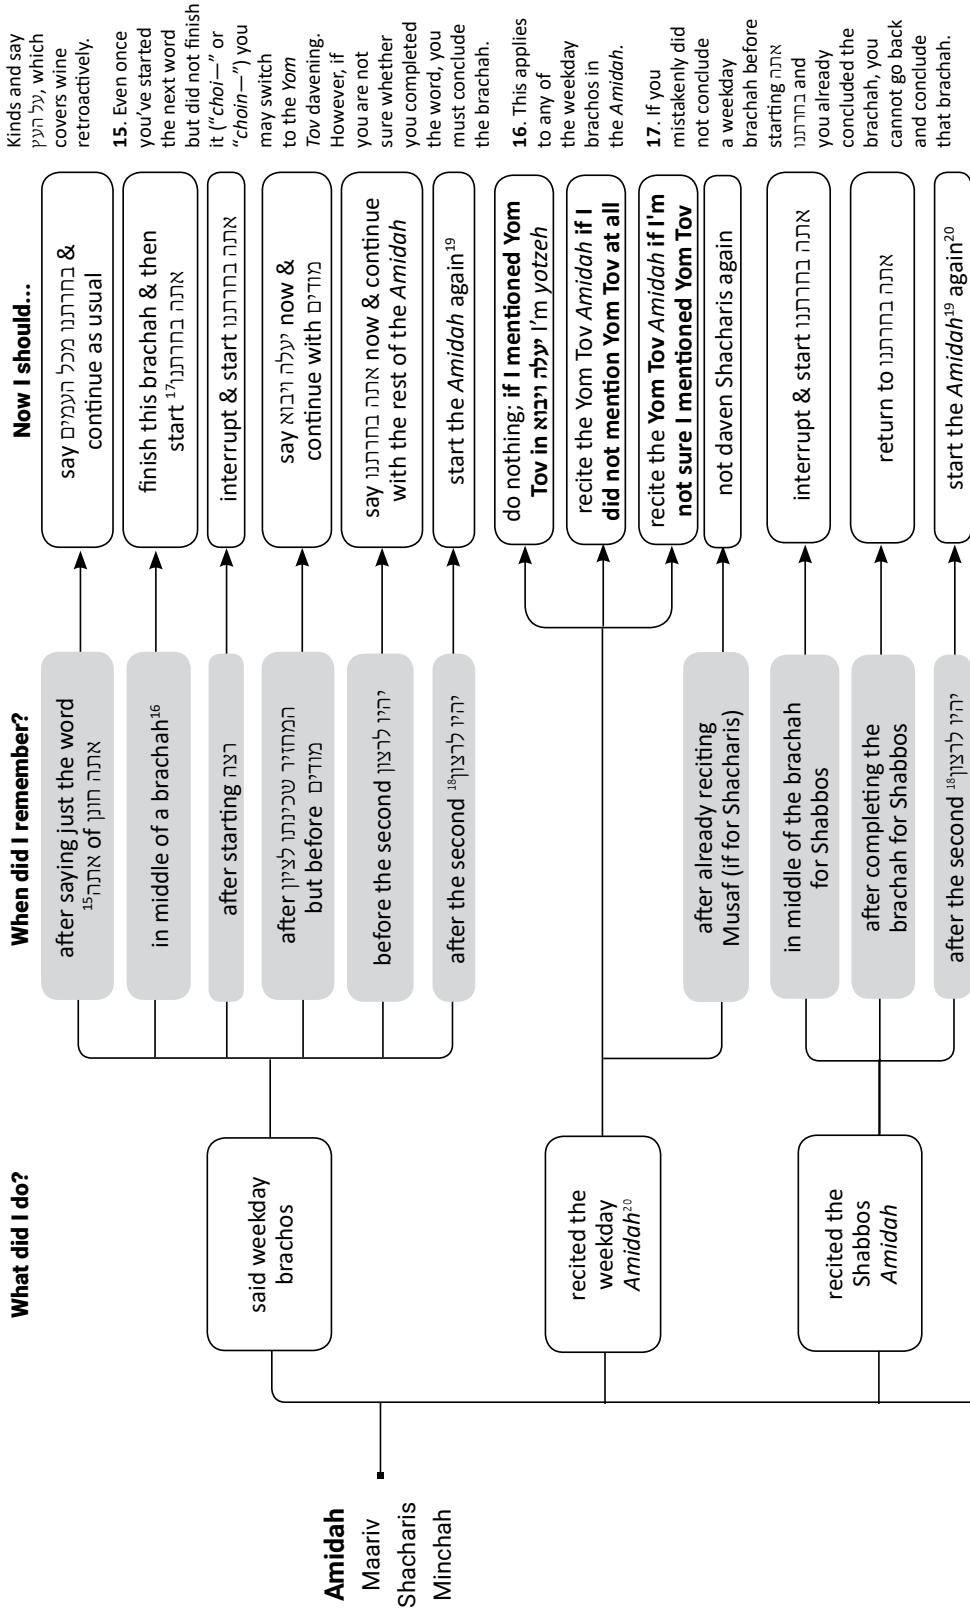 What did I do?
When did I remember?
Now I should...
Amidah
Maariv
Shacharis
Minchah
said weekday
brachos
after saying just the word
אתה of אתה חונן¹⁵
say בחרתנו מכל העמים &
continue as usual
in middle of a brachah¹⁶
finish this brachah & then
start אתה בחרתנו¹⁷
after starting רצה
interrupt & start אתה בחרתנו
after המחזיר שכינתו לציון
but before מודים
say יעלה ויבוא now &
continue with מודים
before the second יהיו לרצון
say אתה בחרתנו now & continue
with the rest of the Amidah
after the second יהיו לרצון¹⁸
start the Amidah again¹⁹
recited the
weekday
Amidah²⁰
do nothing; if I mentioned Yom
Tov in יעלה ויבוא I'm yotzeh
recite the Yom Tov Amidah if I
did not mention Yom Tov at all
recite the Yom Tov Amidah if I'm
not sure I mentioned Yom Tov
after already reciting
Musaf (if for Shacharis)
not daven Shacharis again
recited the
Shabbos
Amidah
in middle of the brachah
for Shabbos
interrupt & start אתה בחרתנו
after completing the
brachah for Shabbos
return to אתה בחרתנו
after the second יהיו לרצון¹⁸
start the Amidah¹⁹ again²⁰
Kinds and say
על העץ, which
covers wine
retroactively.
15. Even once
you've started
the next word
but did not finish
it ("choi—" or
"choin—") you
may switch
to the Yom
Tov davening.
However, if
you are not
sure whether
you completed
the word, you
must conclude
the brachah.
16. This applies
to any of
the weekday
brachos in
the Amidah.
17. If you
mistakenly did
not conclude
a weekday
brachah before
starting אתה
בחרתנו and
you already
concluded the
brachah, you
cannot go back
and conclude
that brachah.